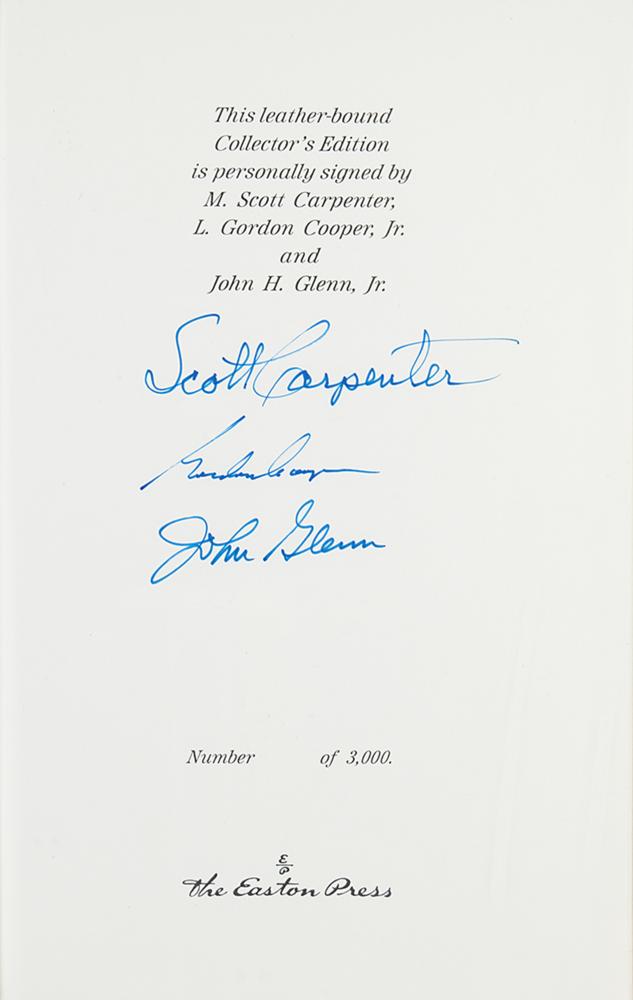 This leather-bound
Collector's Edition
is personally signed by
M. Scott Carpenter,
L. Gordon Cooper, Jr.
and
John H. Glenn, Jr.
Scott Carpenter
Gordon Cooper
John Glenn
Number of 3,000.
E
P
the Easton Press